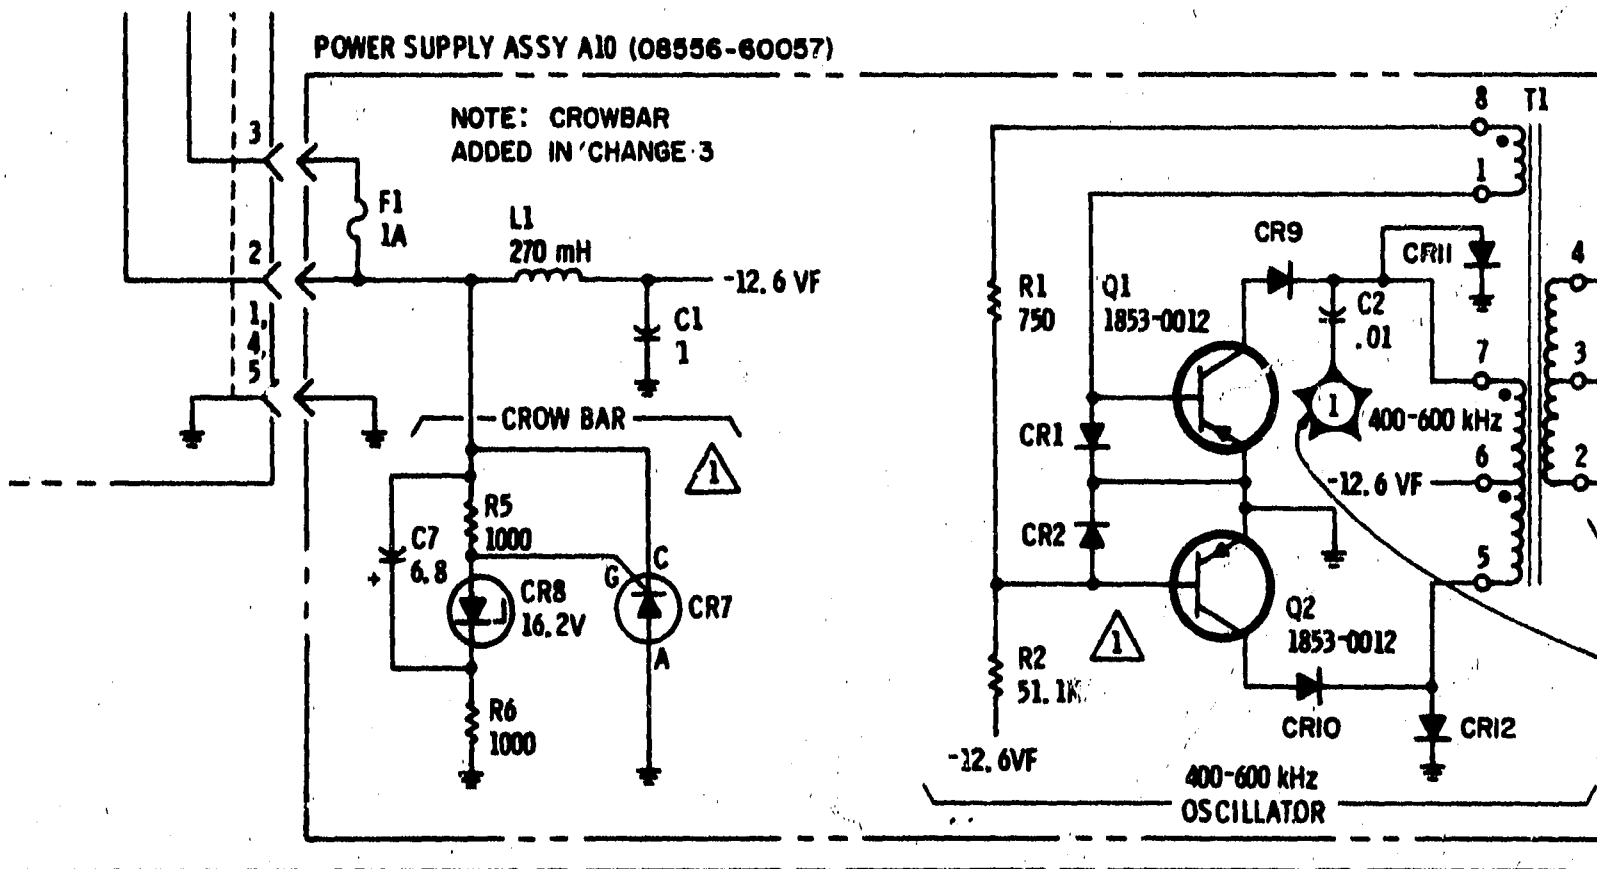 POWER SUPPLY ASSY A10 (08556-60057)
NOTE: CROWBAR
ADDED IN CHANGE 3
3
F1
1A
2
L1
270 mH
-12.6 VF
1,
4,
5
C1
1
CROW BAR
1
R5
1000
C7
6.8
+
CR8
16.2V
G
C
CR7
A
R6
1000
8
T1
1
CR9
CR11
4
R1
750
Q1
1853-0012
C2
.01
7
3
1
400-600 kHz
CR1
6
-12.6 VF
2
CR2
5
1
Q2
1853-0012
R2
51.1K
CR10
CR12
-12.6VF
400-600 kHz
OSCILLATOR